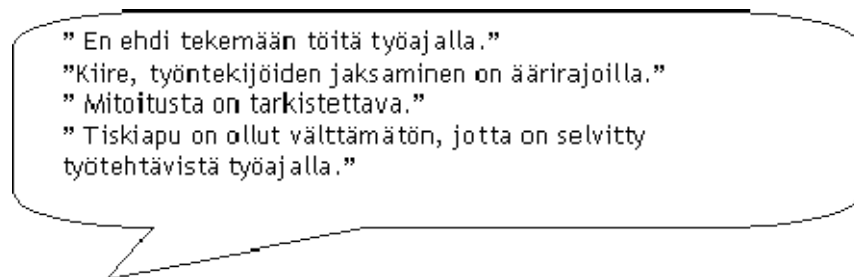 ” En ehdi tekemään töitä työajalla.”
”Kiire, työntekijöiden jaksaminen on äärirajoilla.”
” Mitoitusta on tarkistettava.”
” Tiskiapu on ollut välttämätön, jotta on selvitty
työtehtävistä työajalla.”